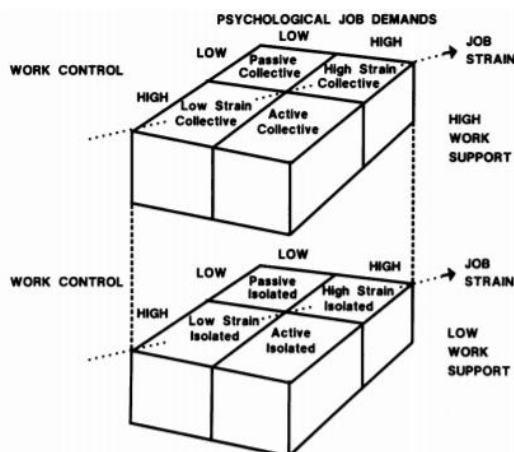 PSYCHOLOGICAL JOB DEMANDS
LOW
LOW
HIGH
JOB
STRAIN
WORK CONTROL
Passive
Collective
High Strain
Collective
HIGH
Low Strain
Collective
Active
Collective
HIGH
WORK
SUPPORT
LOW
LOW
HIGH
JOB
STRAIN
WORK CONTROL
Passive
Isolated
High Strain
Isolated
HIGH
Low Strain
Isolated
Active
Isolated
LOW
WORK
SUPPORT